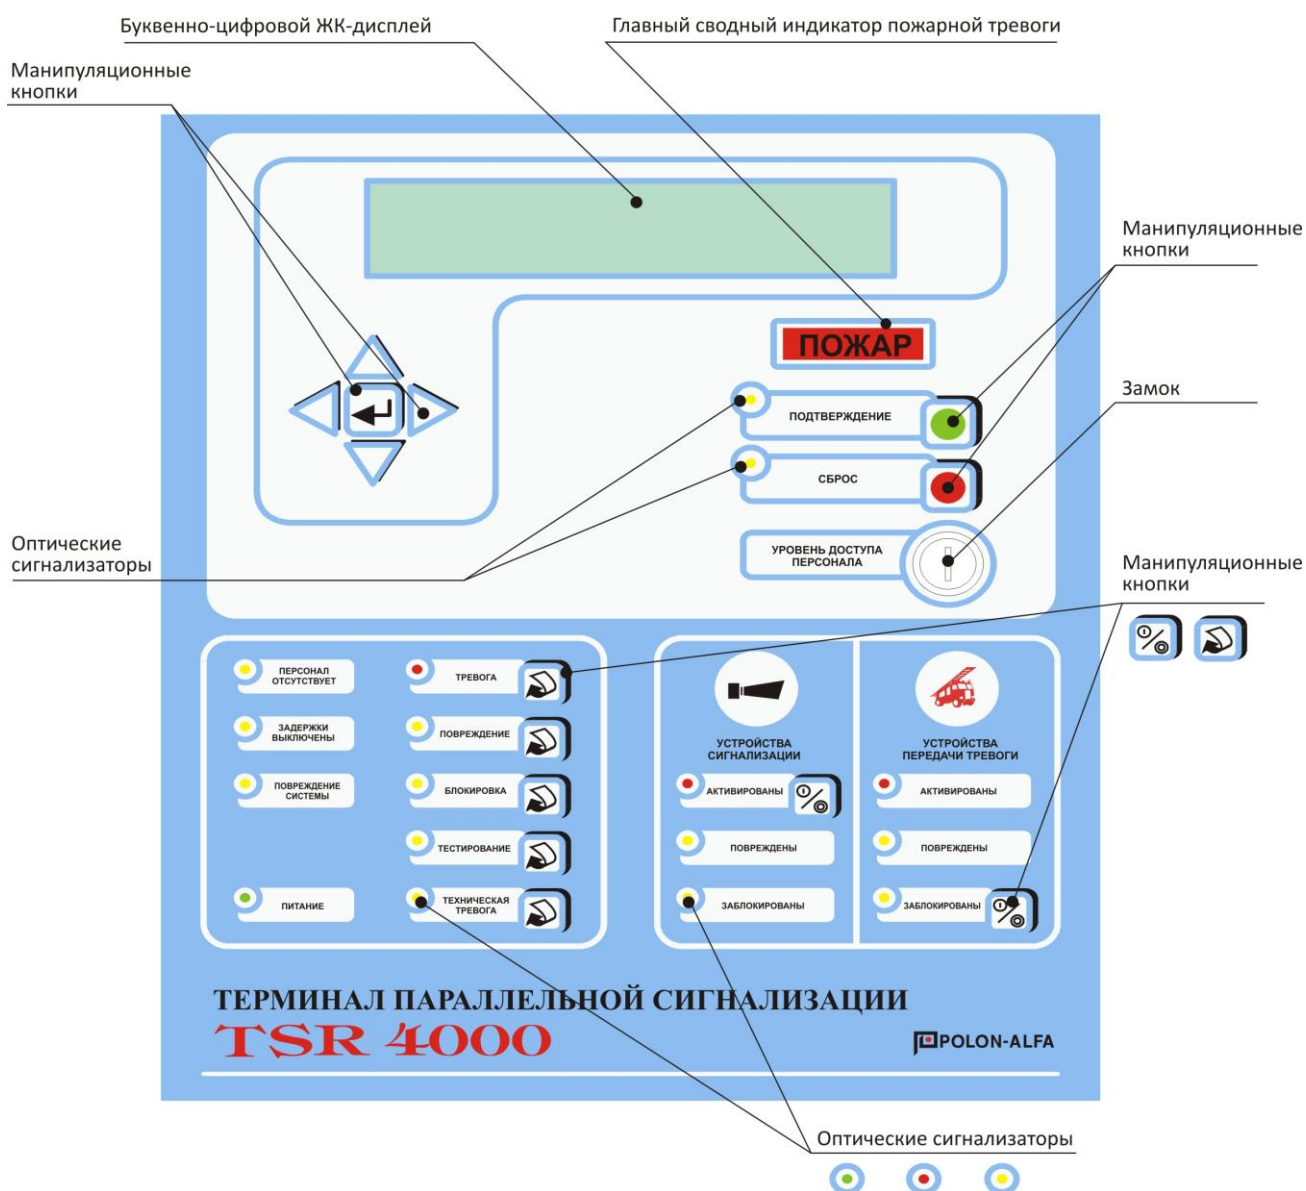 Буквенно-цифровой ЖК-дисплей
Главный сводный индикатор пожарной тревоги
Манипуляционные
кнопки
Манипуляционные
кнопки
ПОЖАР
Замок
ПОДТВЕРЖДЕНИЕ
СБРОС
Оптические
сигнализаторы
УРОВЕНЬ ДОСТУПА
ПЕРСОНАЛА
Манипуляционные
кнопки
ПЕРСОНАЛ
ОТСУТСТВУЕТ
ЗАДЕРЖКИ
ВЫКЛЮЧЕНЫ
ПОВРЕЖДЕНИЕ
СИСТЕМЫ
ПИТАНИЕ
ТРЕВОГА
ПОВРЕЖДЕНИЕ
БЛОКИРОВКА
ТЕСТИРОВАНИЕ
ТЕХНИЧЕСКАЯ
ТРЕВОГА
УСТРОЙСТВА
СИГНАЛИЗАЦИИ
АКТИВИРОВАНЫ
ПОВРЕЖДЕНЫ
ЗАБЛОКИРОВАНЫ
УСТРОЙСТВА
ПЕРЕДАЧИ ТРЕВОГИ
АКТИВИРОВАНЫ
ПОВРЕЖДЕНЫ
ЗАБЛОКИРОВАНЫ
ТЕРМИНАЛ ПАРАЛЛЕЛЬНОЙ СИГНАЛИЗАЦИИ
TSR 4000
POLON-ALFA
Оптические сигнализаторы